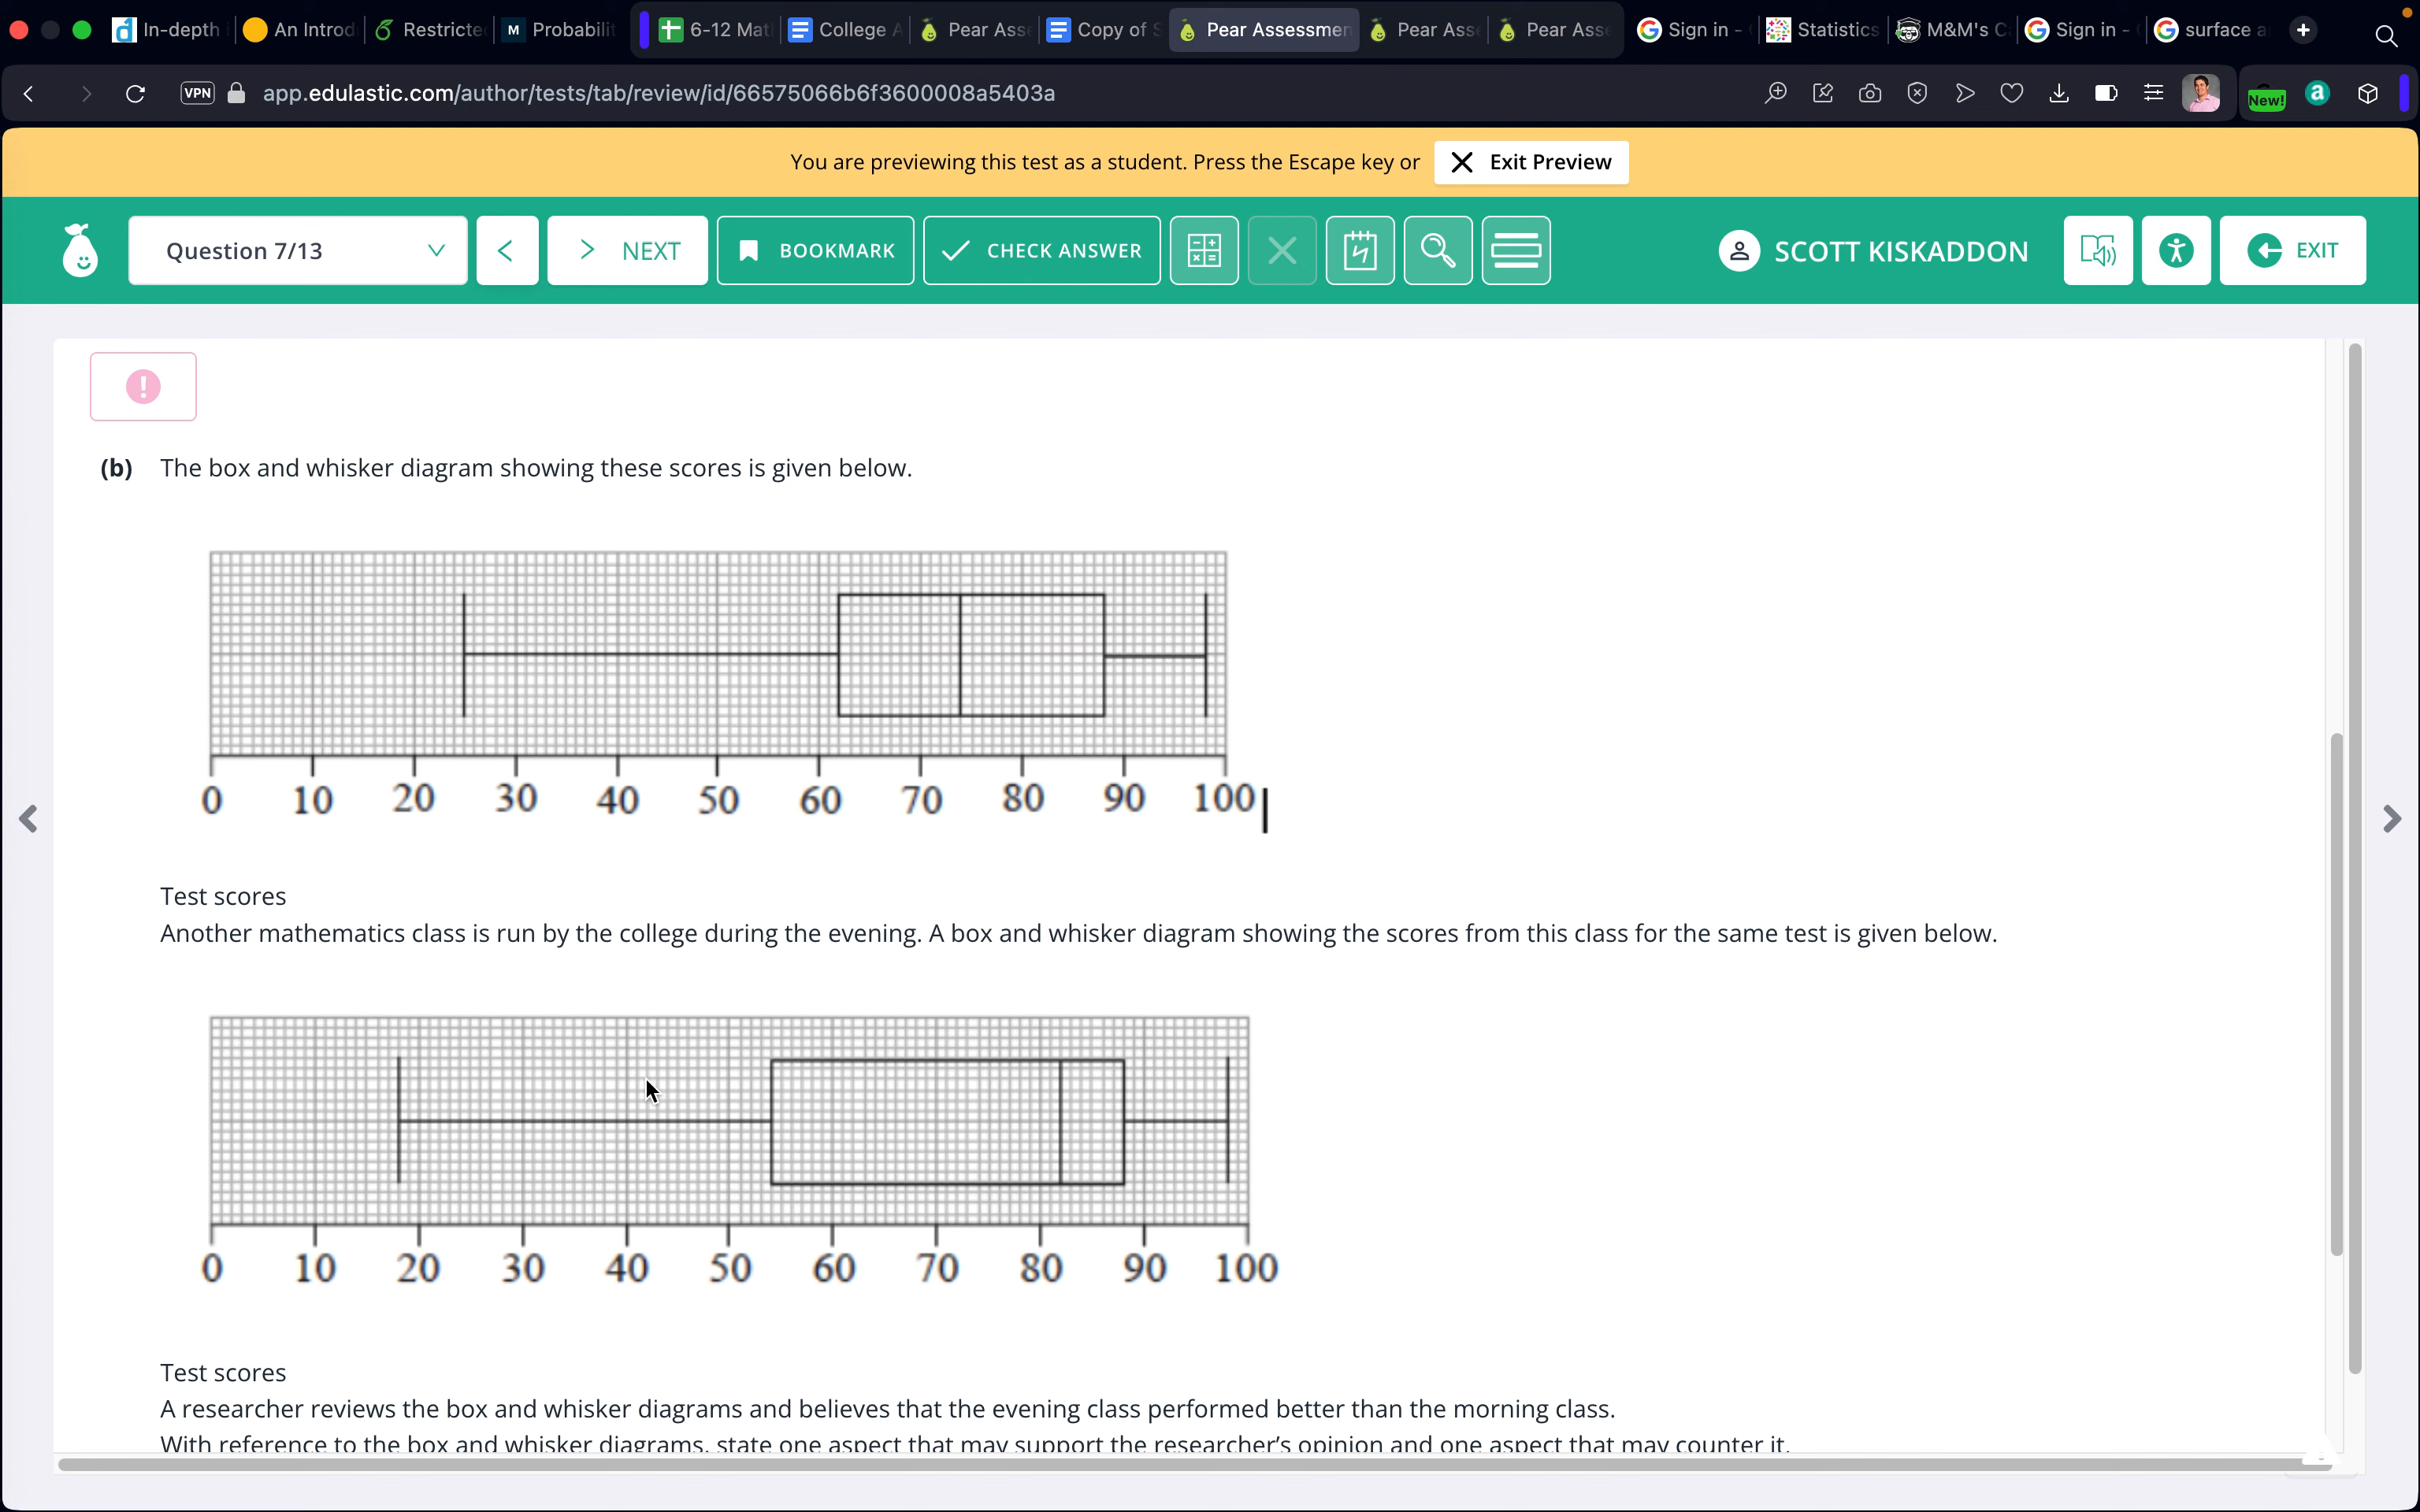 In-depth An Introd Restricte M Probabilit 6-12 Mat College A Pear Asse Copy of S Pear Assessmen Pear Asse Pear Asse Sign in - Statistics M&M's C Sign in - surface a
VPN app.edulastic.com/author/tests/tab/review/id/66575066b6f3600008a5403a New! a
You are previewing this test as a student. Press the Escape key or Exit Preview
Question 7/13 NEXT BOOKMARK CHECK ANSWER SCOTT KISKADDON EXIT
(b) The box and whisker diagram showing these scores is given below.
0 10 20 30 40 50 60 70 80 90 100
Test scores
Another mathematics class is run by the college during the evening. A box and whisker diagram showing the scores from this class for the same test is given below.
0 10 20 30 40 50 60 70 80 90 100
Test scores
A researcher reviews the box and whisker diagrams and believes that the evening class performed better than the morning class.
With reference to the box and whisker diagrams, state one aspect that may support the researcher's opinion and one aspect that may counter it.